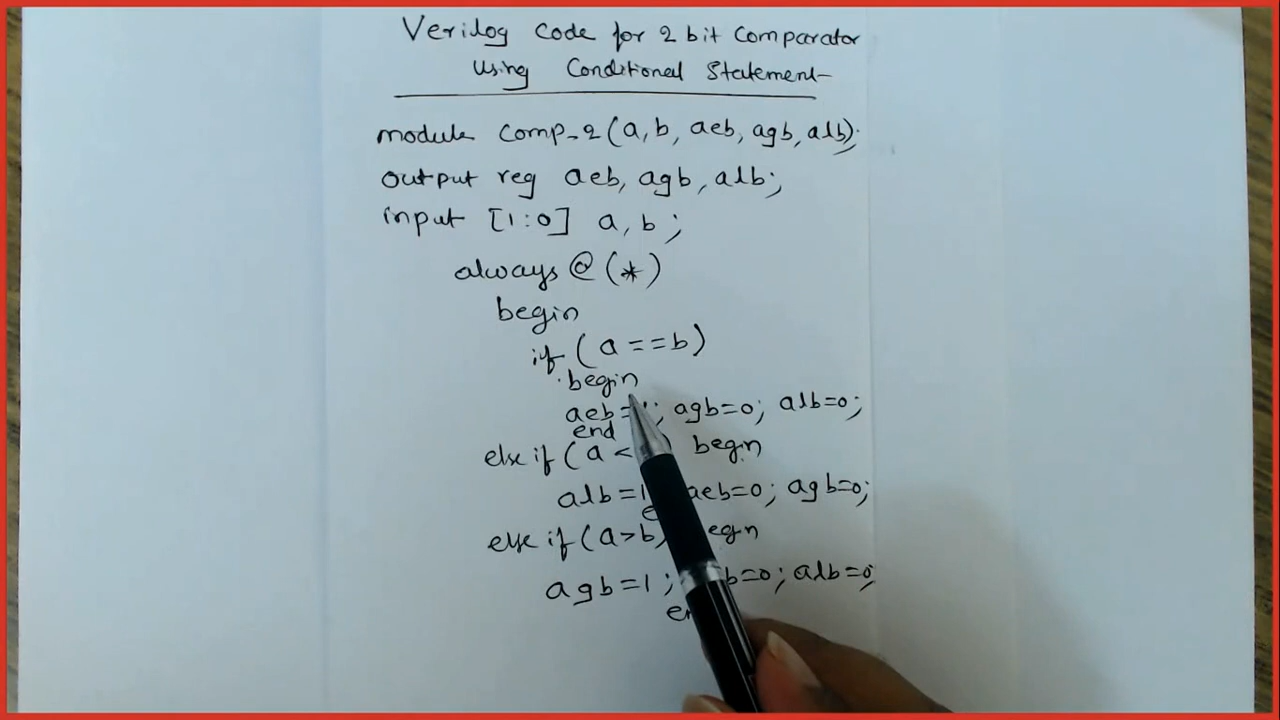 Verilog Code for 2 bit Comparator
Using Conditional Statement
module Comp_2(a, b, aeb, agb, alb);
output reg aeb, agb, alb;
input [1:0] a, b;
always @ (*)
begin
if (a ==b)
begin
aeb= ; agb=0; alb=0;
end
else if (a < ) begin
alb=1 aeb=0; agb=0;
else if (a>b)
agb=1; b=0; alb=0;